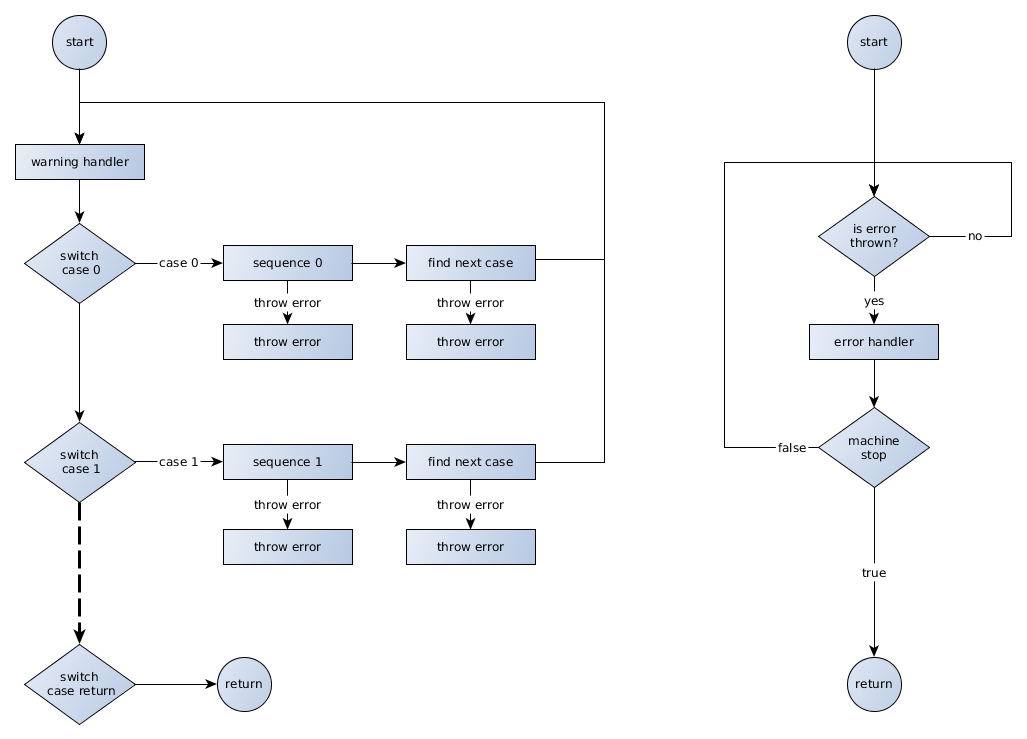 start
start
warning handler
switch
case 0
case 0
sequence 0
find next case
is error
thrown?
no
throw error
throw error
yes
throw error
throw error
error handler
switch
case 1
case 1
sequence 1
find next case
false
machine
stop
throw error
throw error
throw error
throw error
true
switch
case return
return
return